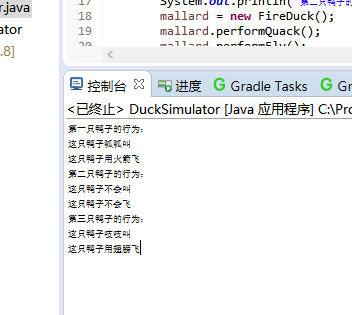 r.java
ator
.8]
17 System.out.println("第二只鸭子的
18 mallard = new FireDuck();
19 mallard.performQuack();
20 mallard.performFly();
控制台 进度 Gradle Tasks
<已终止> DuckSimulator [Java 应用程序] C:\Pro
第一只鸭子的行为:
这只鸭子呱呱叫
这只鸭子用火箭飞
第二只鸭子的行为:
这只鸭子不会叫
这只鸭子不会飞
第三只鸭子的行为:
这只鸭子吱吱叫
这只鸭子用翅膀飞